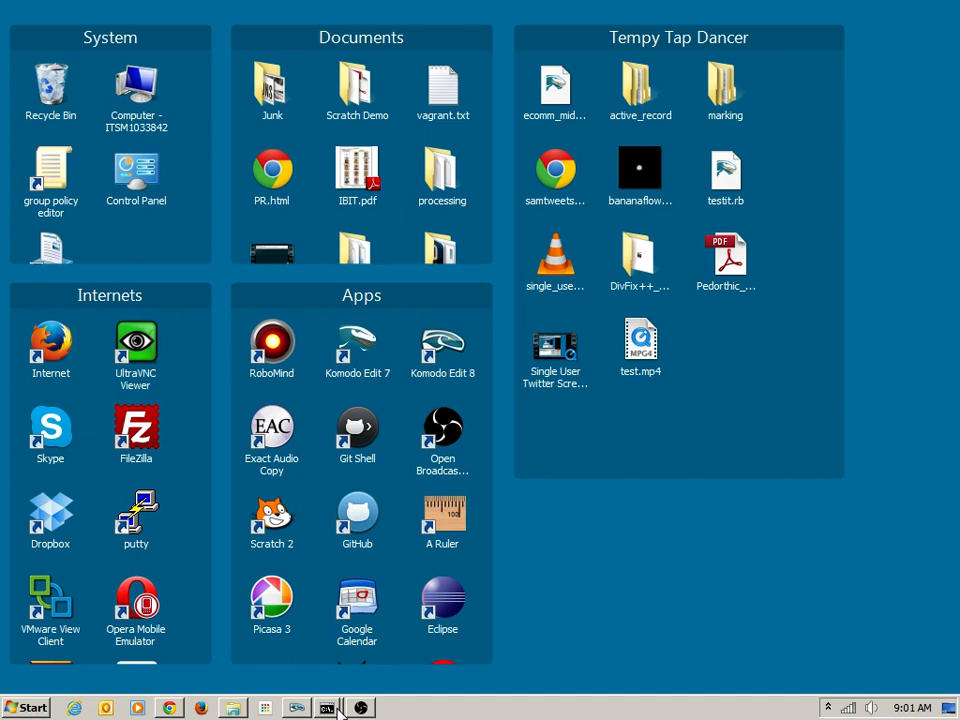 System
Recycle Bin
Computer -
ITSM1033842
group policy
editor
Control Panel
Documents
Junk
Scratch Demo
vagrant.txt
PR.html
IBIT.pdf
processing
Tempy Tap Dancer
ecomm_mid...
active_record
marking
samtweets...
bananaflow...
testit.rb
single_use...
DivFix++_...
PDF
Pedorthic_...
Single User
Twitter Scre...
MPEG4
test.mp4
Internets
Internet
UltraVNC
Viewer
Skype
FileZilla
Dropbox
putty
VMware View
Client
Opera Mobile
Emulator
Apps
RoboMind
Komodo Edit 7
Komodo Edit 8
EAC
Exact Audio
Copy
Git Shell
Open
Broadcas...
Scratch 2
GitHub
100
A Ruler
Picasa 3
Google
Calendar
Eclipse
Start
C:\.
9:01 AM